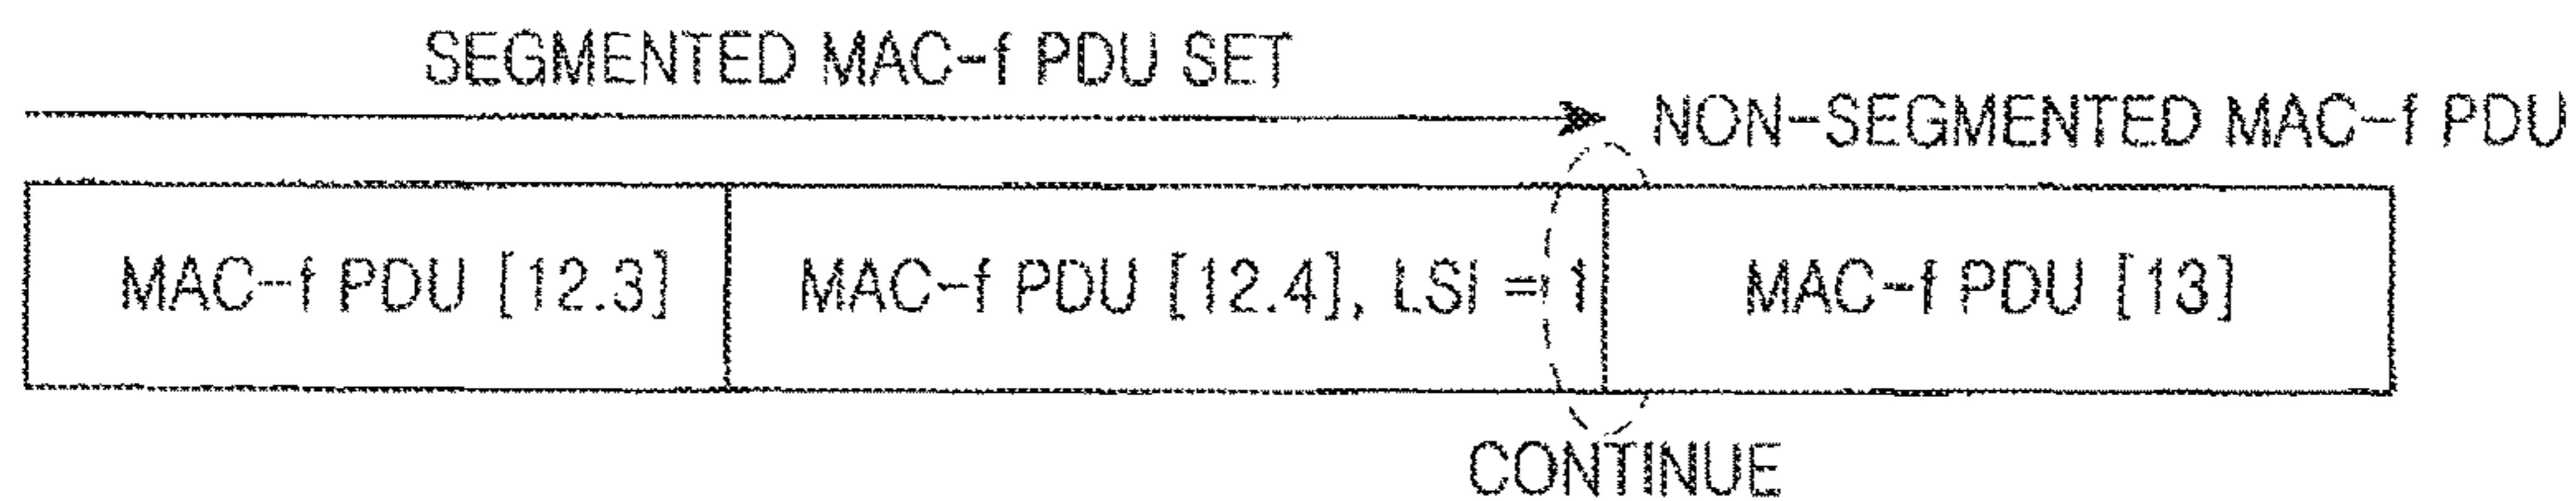 SEGMENTED MAC-f PDU SET
NON-SEGMENTED MAC-f PDU
MAC-f PDU [12.3]
MAC-f PDU [12.4], LSI = 1
MAC-f PDU [13]
CONTINUE